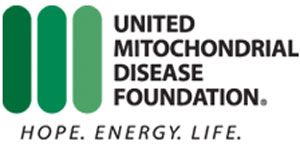 UNITED
MITOCHONDRIAL
DISEASE
FOUNDATION®
HOPE. ENERGY. LIFE.